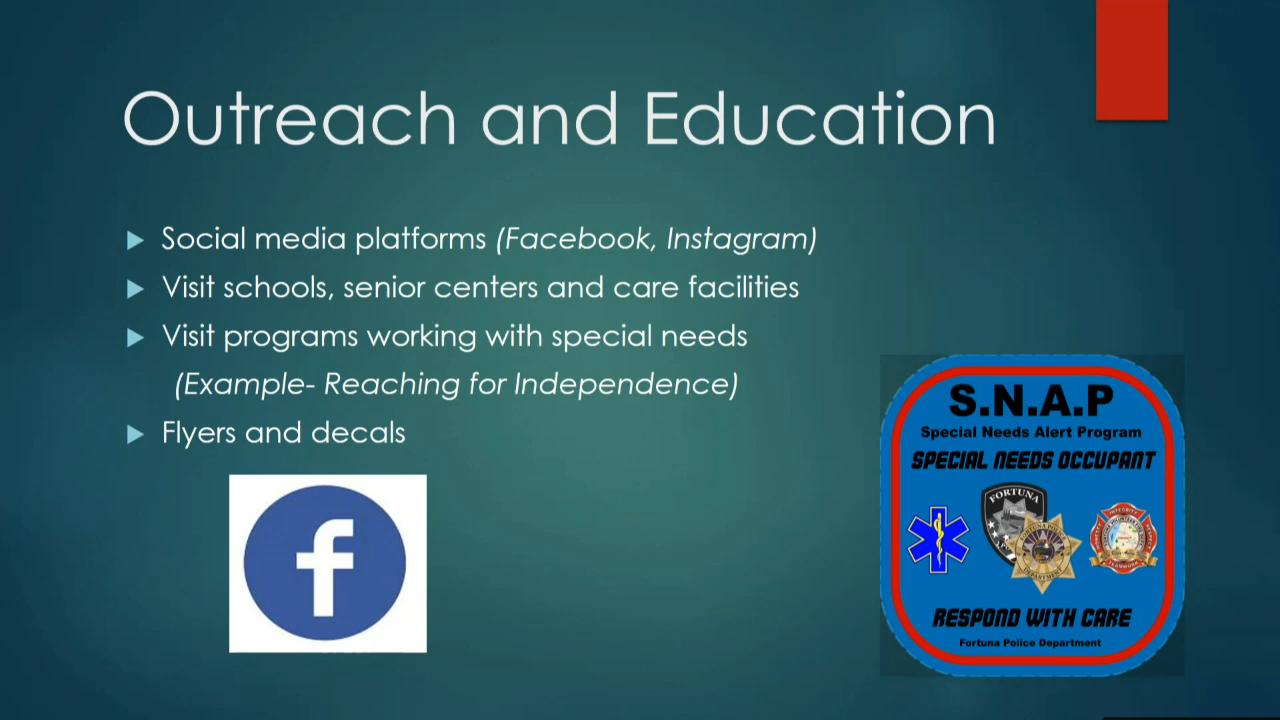 Outreach and Education
Social media platforms (Facebook, Instagram)
Visit schools, senior centers and care facilities
Visit programs working with special needs
(Example- Reaching for Independence)
Flyers and decals
f
S.N.A.P
Special Needs Alert Program
SPECIAL NEEDS OCCUPANT
FORTUNA
INTEGRITY
TEAMWORK
RESPOND WITH CARE
Fortuna Police Department